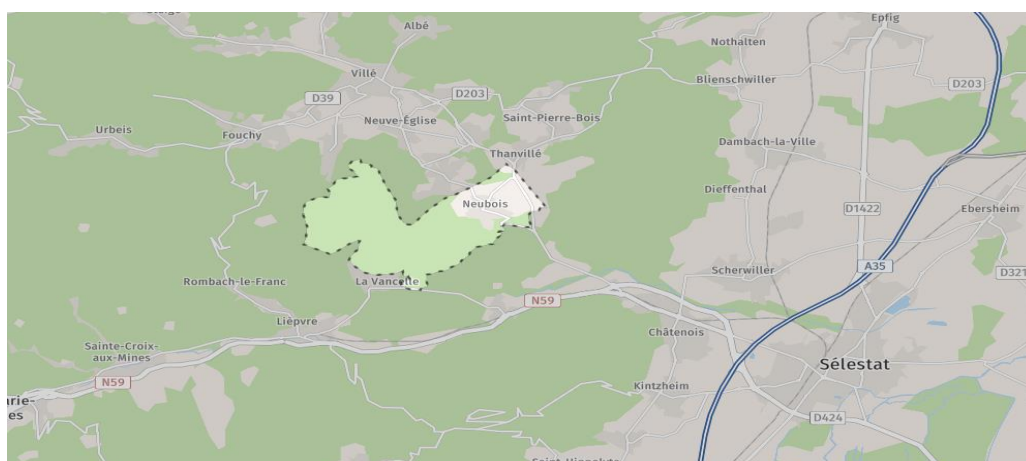 Epfig
Albé
Nothalten
Villé
Blienschwiller
D203
D39
D203
Saint-Pierre-Bois
Neuve-Église
Urbeis
Fouchy
Dambach-la-Ville
Thanvillé
Dieffenthal
Neubois
D1422
Ebersheim
A35
Scherwiller
D321
Rombach-le-Franc
La Vancelle
N59
Liépvre
Châtenois
Sainte-Croix-
aux-Mines
Sélestat
N59
Kintzheim
D424